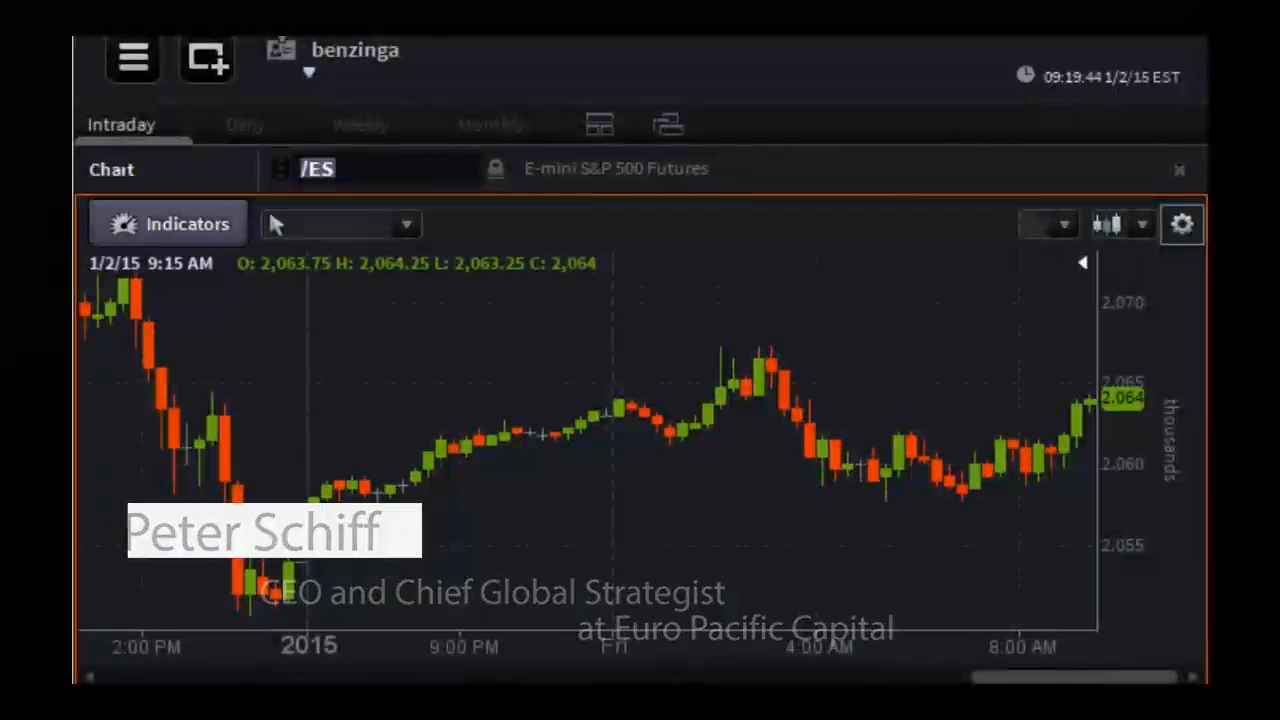 benzinga
09:19.44 1/2/15 EST
Intraday Daily Weekly Monthly
Chart /ES E-mini S&P 500 Futures
Indicators
1/2/15 9:15 AM O: 2,063.75 H: 2,064.25 L: 2,063.25 C: 2,064
2.070
2.065
2.064
2.060
2.055
thousands
Peter Schiff
CEO and Chief Global Strategist
at Euro Pacific Capital
2:00 PM 2015 9:00 PM Fri 4:00 AM 8:00 AM